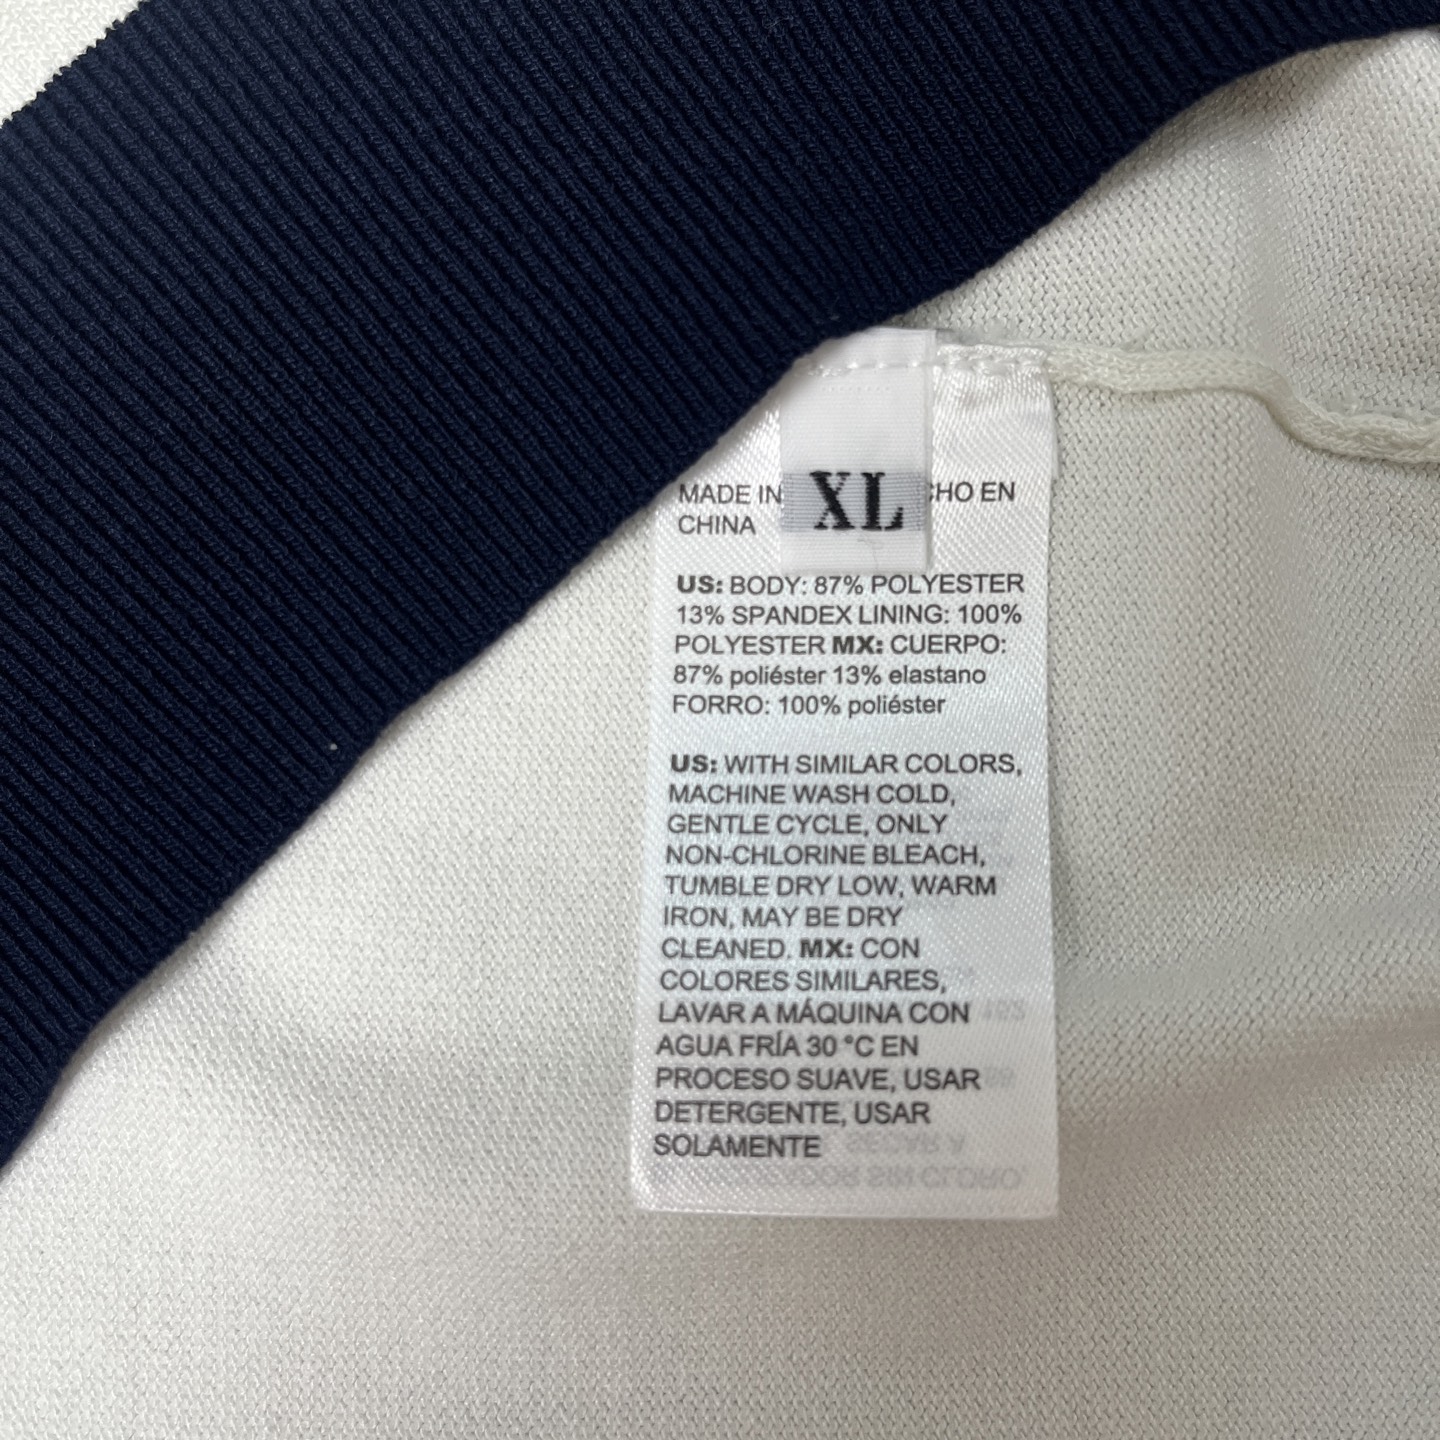 XL
MADE IN CHO EN
CHINA
US: BODY: 87% POLYESTER
13% SPANDEX LINING: 100%
POLYESTER MX: CUERPO:
87% poliéster 13% elastano
FORRO: 100% poliéster
US: WITH SIMILAR COLORS,
MACHINE WASH COLD,
GENTLE CYCLE, ONLY
NON-CHLORINE BLEACH,
TUMBLE DRY LOW, WARM
IRON, MAY BE DRY
CLEANED. MX: CON
COLORES SIMILARES,
LAVAR A MÁQUINA CON
AGUA FRÍA 30 °C EN
PROCESO SUAVE, USAR
DETERGENTE, USAR
SOLAMENTE